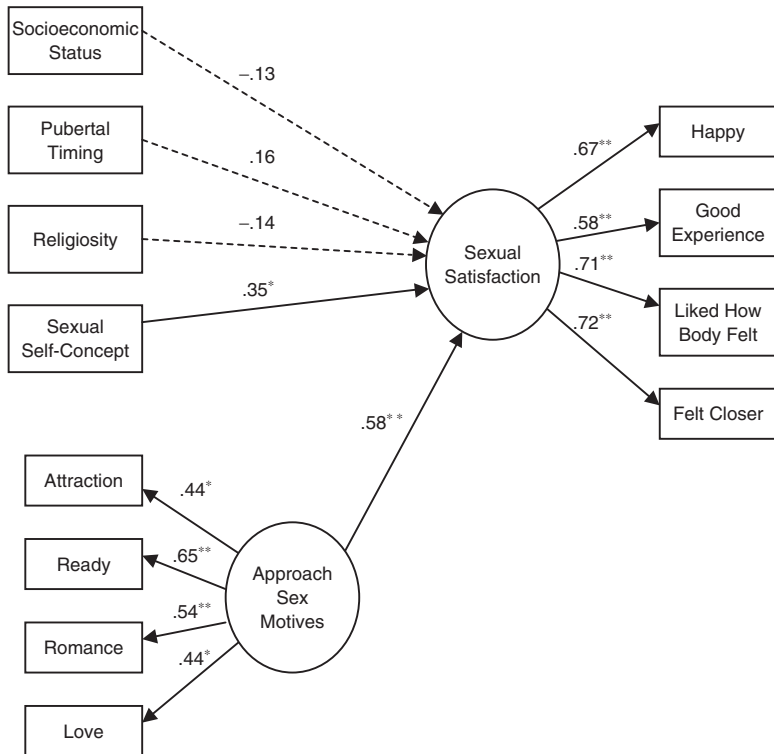 Socioeconomic
Status
–.13
Pubertal
Timing
.16
Religiosity
–.14
Sexual
Self-Concept
.35*
Sexual
Satisfaction
.67**
Happy
.58**
Good
Experience
.71**
Liked How
Body Felt
.72**
Felt Closer
.58**
Attraction
.44*
Ready
.65**
Approach
Sex
Motives
Romance
.54**
.44*
Love